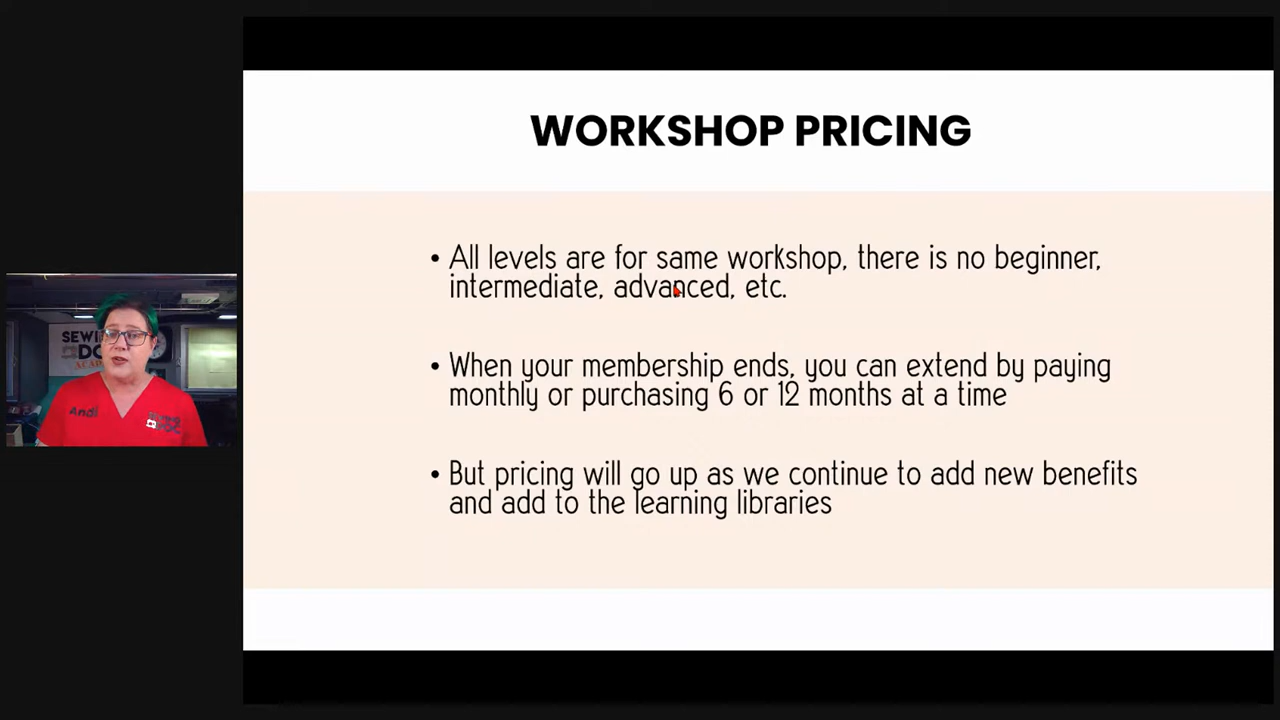 WORKSHOP PRICING
• All levels are for same workshop, there is no beginner,
intermediate, advanced, etc.
• When your membership ends, you can extend by paying
monthly or purchasing 6 or 12 months at a time
• But pricing will go up as we continue to add new benefits
and add to the learning libraries
Andi